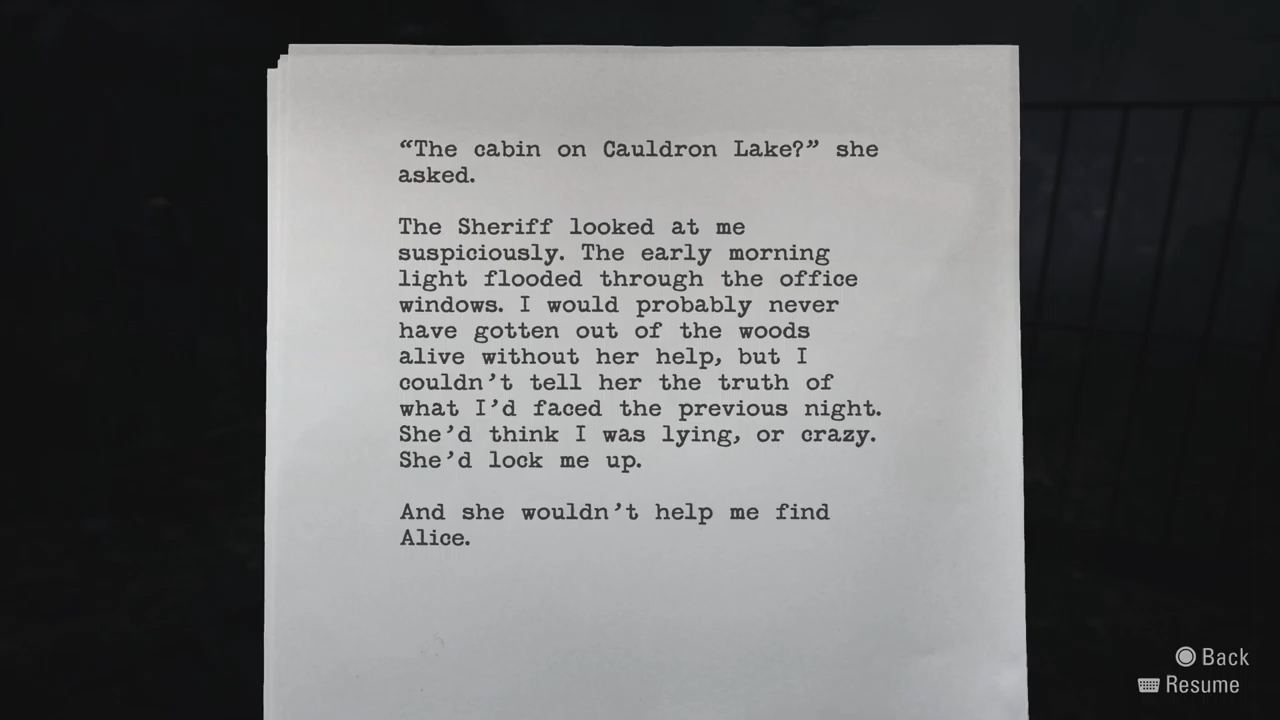 “The cabin on Cauldron Lake?” she
asked.
The Sheriff looked at me
suspiciously. The early morning
light flooded through the office
windows. I would probably never
have gotten out of the woods
alive without her help, but I
couldn’t tell her the truth of
what I’d faced the previous night.
She’d think I was lying, or crazy.
She’d lock me up.
And she wouldn’t help me find
Alice.
Back
Resume